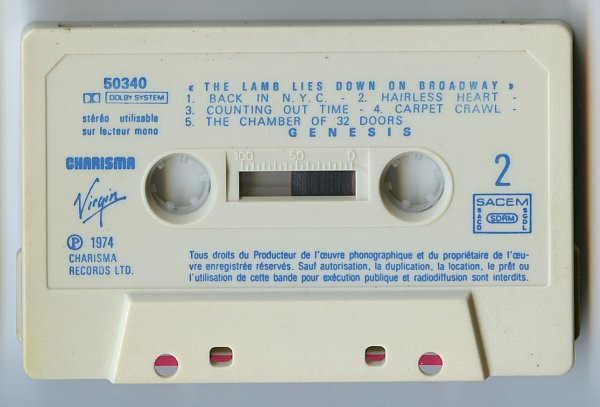 50340
DOLBY SYSTEM
stéréo utilisable
sur lecteur mono
CHARISMA
Virgin
℗ 1974
CHARISMA
RECORDS LTD.
« THE LAMB LIES DOWN ON BROADWAY »
1. BACK IN N.Y.C. - 2. HAIRLESS HEART -
3. COUNTING OUT TIME - 4. CARPET CRAWL -
5. THE CHAMBER OF 32 DOORS
GENESIS
100 50 0
2
SACEM
SACD SDRM SGDL
Tous droits du Producteur de l'œuvre phonographique et du propriétaire de l'œu-
vre enregistrée réservés. Sauf autorisation, la duplication, la location, le prêt ou
l'utilisation de cette bande pour exécution publique et radiodiffusion sont interdits.